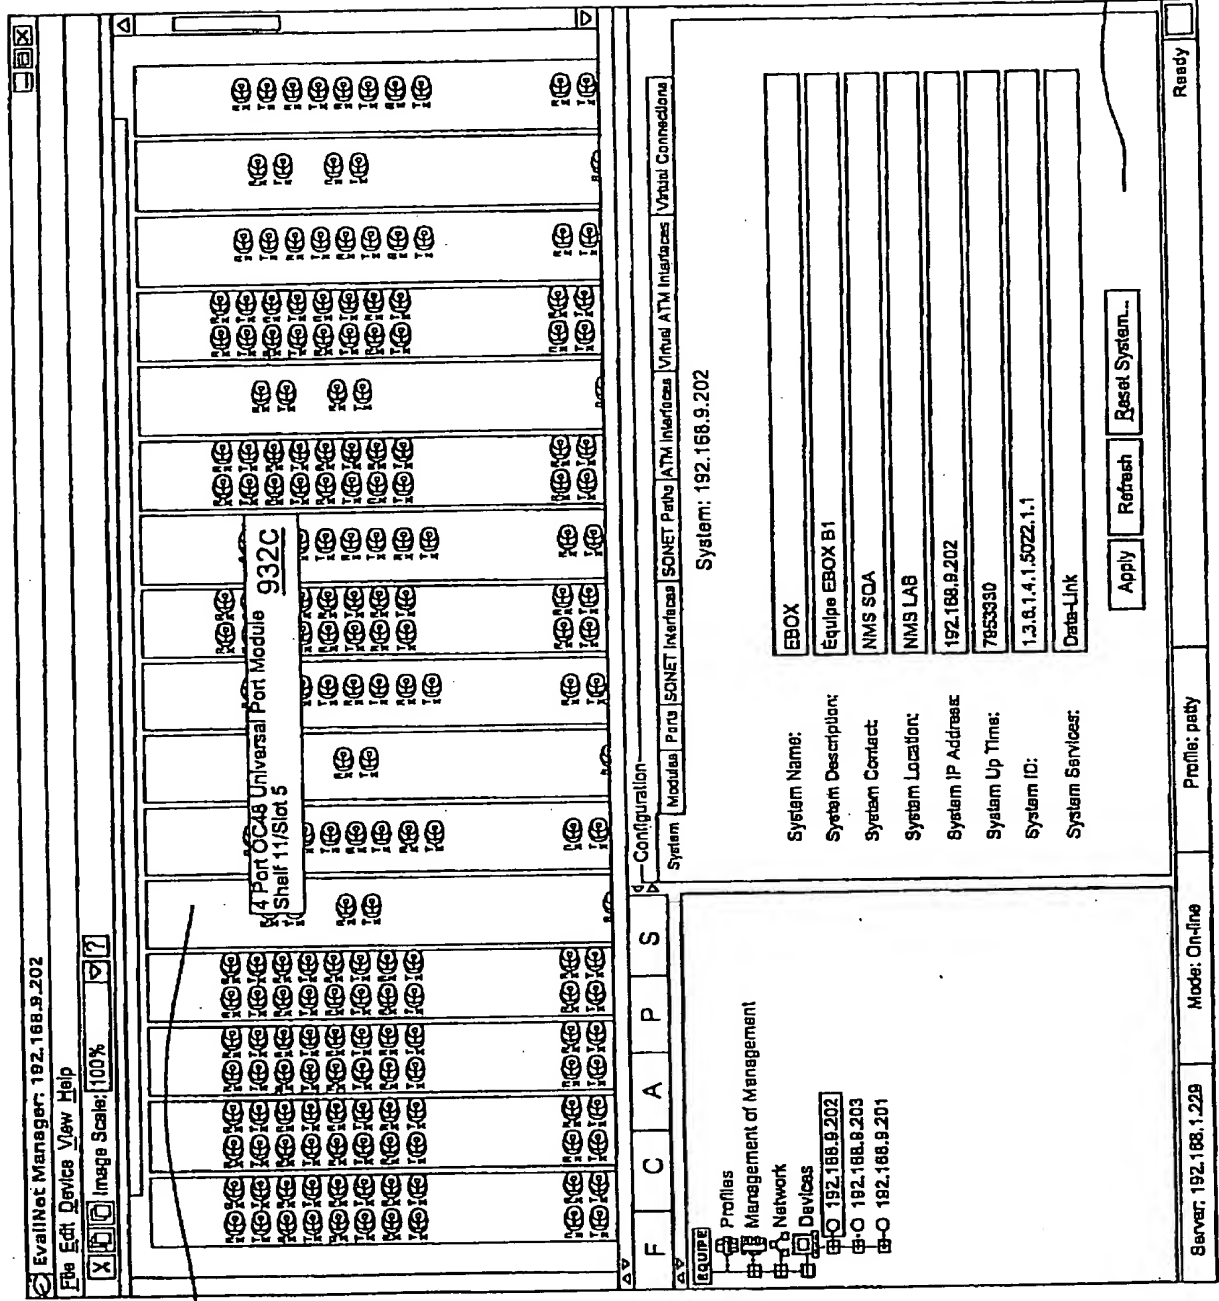 EvallNet Manager: 192.168.9.202
File Edit Device View Help
Image Scale: 100%
?
4 Port OC48 Universal Port Module
Shelf 11/Slot 5
932C
F C A P S
EQUIPE
Profiles
Management of Management
Network
Devices
192.168.9.202
192.168.9.203
192.168.9.201
Configuration
System Modules Ports SONET Interfaces SONET Paths ATM Interfaces Virtual ATM Interfaces Virtual Connections
System: 192.168.9.202
System Name: EBOX
System Description: Equipe EBOX B1
System Contact: NMS SQA
System Location: NMS LAB
System IP Address: 192.168.9.202
System Up Time: 7953330
System ID: 1.3.6.1.4.1.5022.1.1
System Services: Data-Link
Apply Refresh Reset System...
Server: 192.168.1.229 Mode: On-line Profile: patty Ready